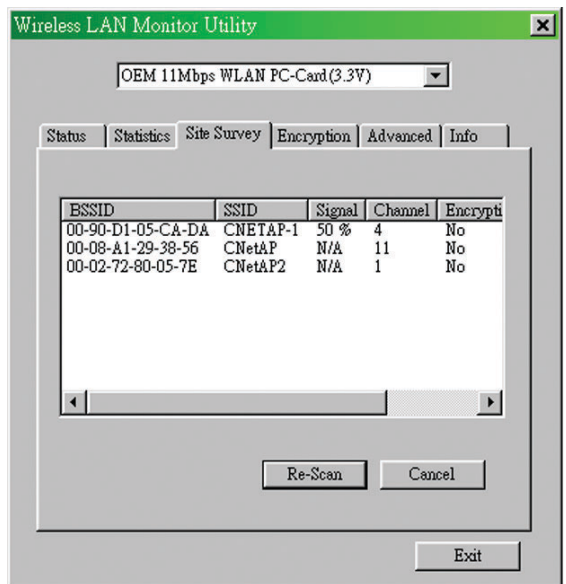 Wireless LAN Monitor Utility
OEM 11Mbps WLAN PC-Card(3.3V)
Status Statistics Site Survey Encryption Advanced Info
BSSID SSID Signal Channel Encrypti
00-90-D1-05-CA-DA CNETAP-1 50 % 4 No
00-08-A1-29-38-56 CNetAP N/A 11 No
00-02-72-80-05-7E CNetAP2 N/A 1 No
Re-Scan Cancel
Exit